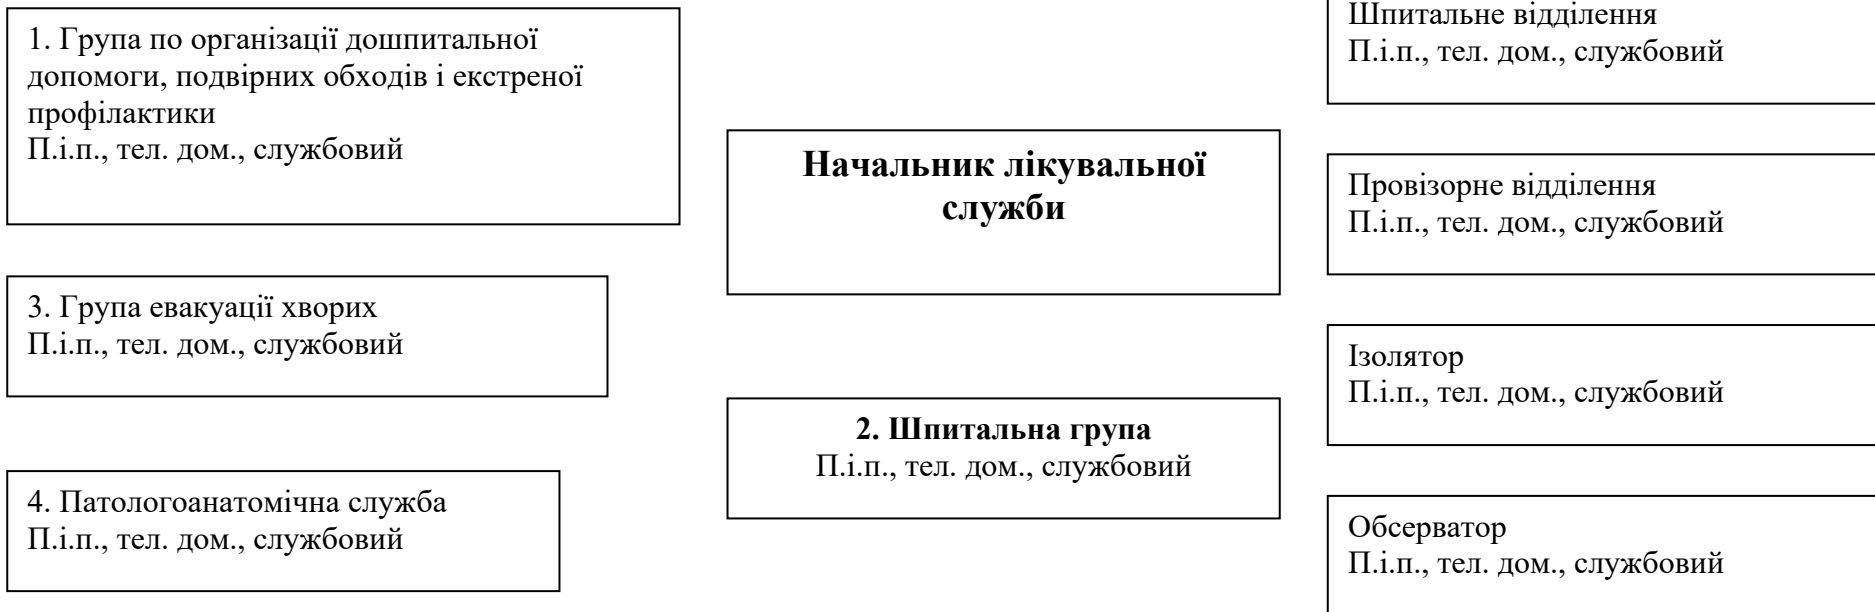 1. Група по організації дошпитальної
допомоги, подвірних обходів і екстреної
профілактики
П.і.п., тел. дом., службовий
3. Група евакуації хворих
П.і.п., тел. дом., службовий
4. Патологоанатомічна служба
П.і.п., тел. дом., службовий
Начальник лікувальної
служби
2. Шпитальна група
П.і.п., тел. дом., службовий
Шпитальне відділення
П.і.п., тел. дом., службовий
Провізорне відділення
П.і.п., тел. дом., службовий
Ізолятор
П.і.п., тел. дом., службовий
Обсерватор
П.і.п., тел. дом., службовий